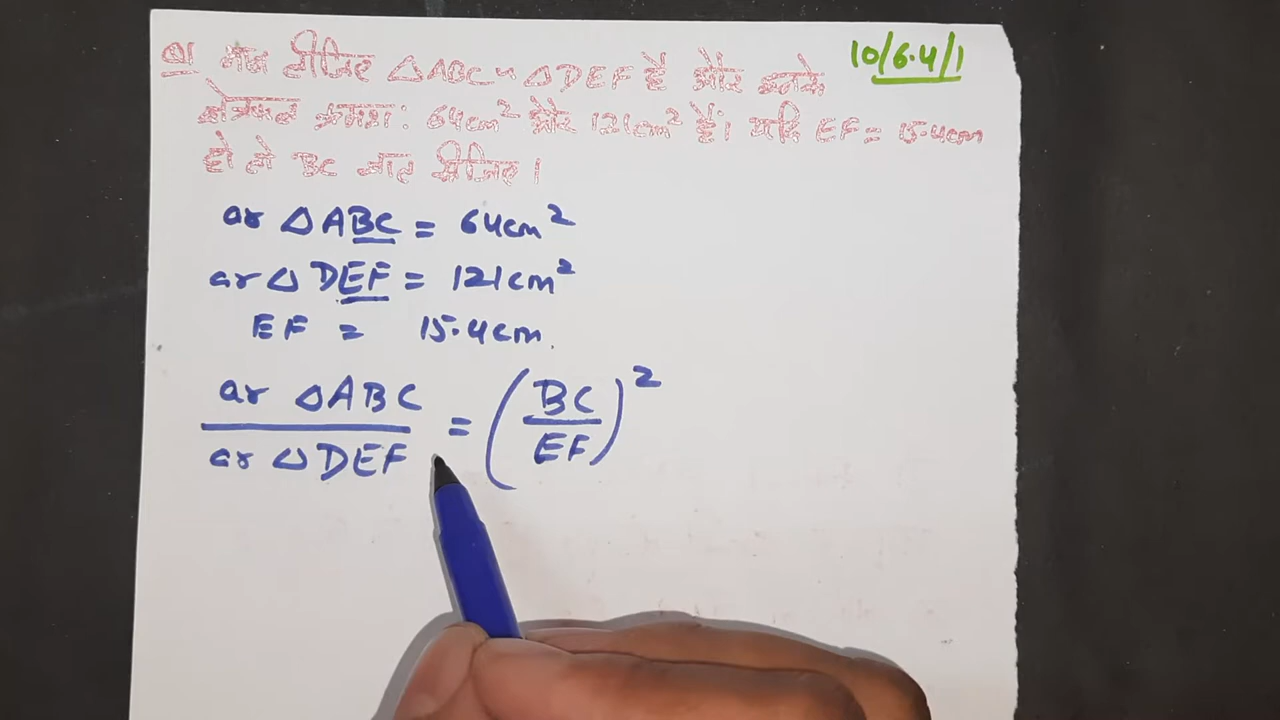 10/6.4/1
Q1 मान लीजिए △ABC ~ △DEF है और इनके
क्षेत्रफल क्रमशः 64cm² और 121cm² हैं। यदि EF = 15.4cm
हो तो BC ज्ञात कीजिए।
ar △ABC = 64cm²
ar △DEF = 121cm²
EF = 15.4cm.
ar △ABC / ar △DEF = (BC / EF)²